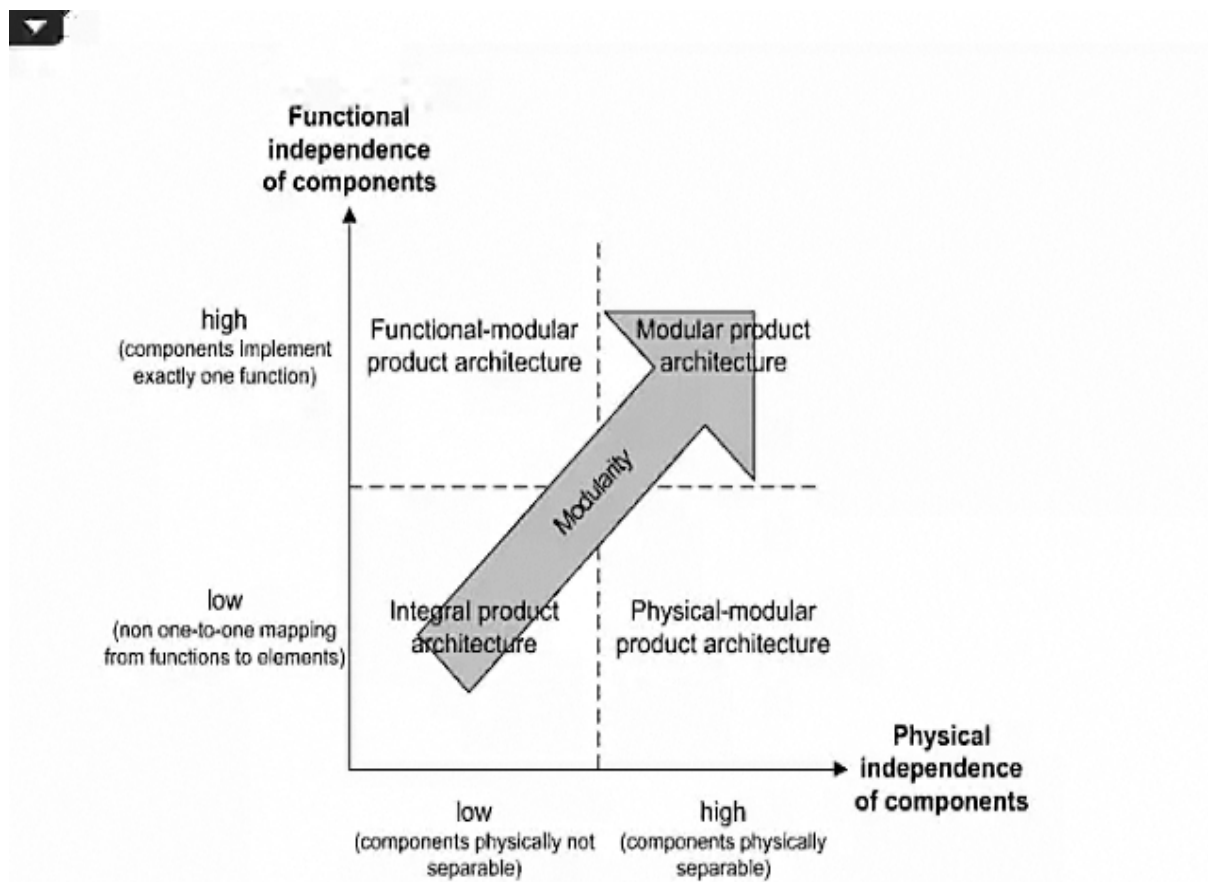 Functional
independence
of components
high
(components implement
exactly one function)
Functional-modular
product architecture
Modular product
architecture
Modularity
low
(non one-to-one mapping
from functions to elements)
Integral product
architecture
Physical-modular
product architecture
Physical
independence
of components
low
(components physically not
separable)
high
(components physically
separable)